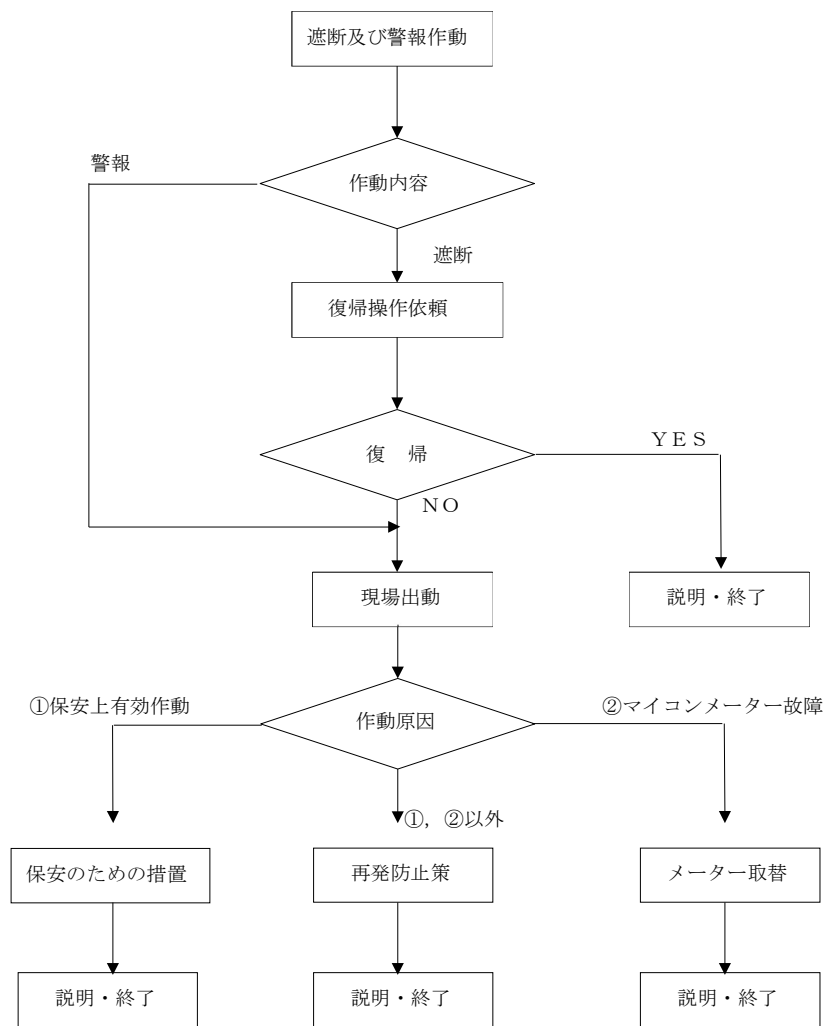 遮断及び警報作動
警報
作動内容
遮断
復帰操作依頼
復　帰
ＹＥＳ
ＮＯ
現場出動
説明・終了
①保安上有効作動
作動原因
②マイコンメーター故障
①，②以外
保安のための措置
再発防止策
メーター取替
説明・終了
説明・終了
説明・終了